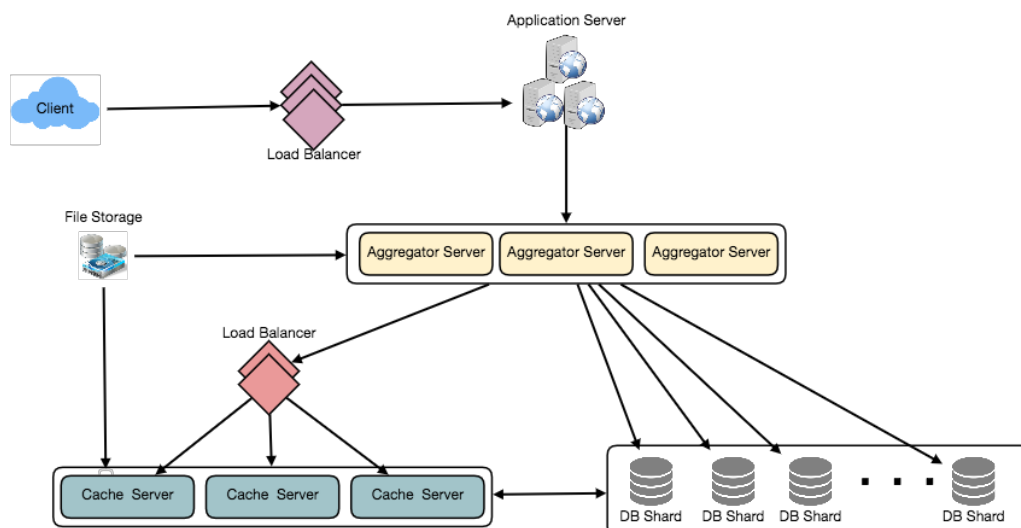 Application Server
Client
Load Balancer
File Storage
Aggregator Server
Aggregator Server
Aggregator Server
Load Balancer
Cache Server
Cache Server
Cache Server
DB Shard
DB Shard
DB Shard
DB Shard